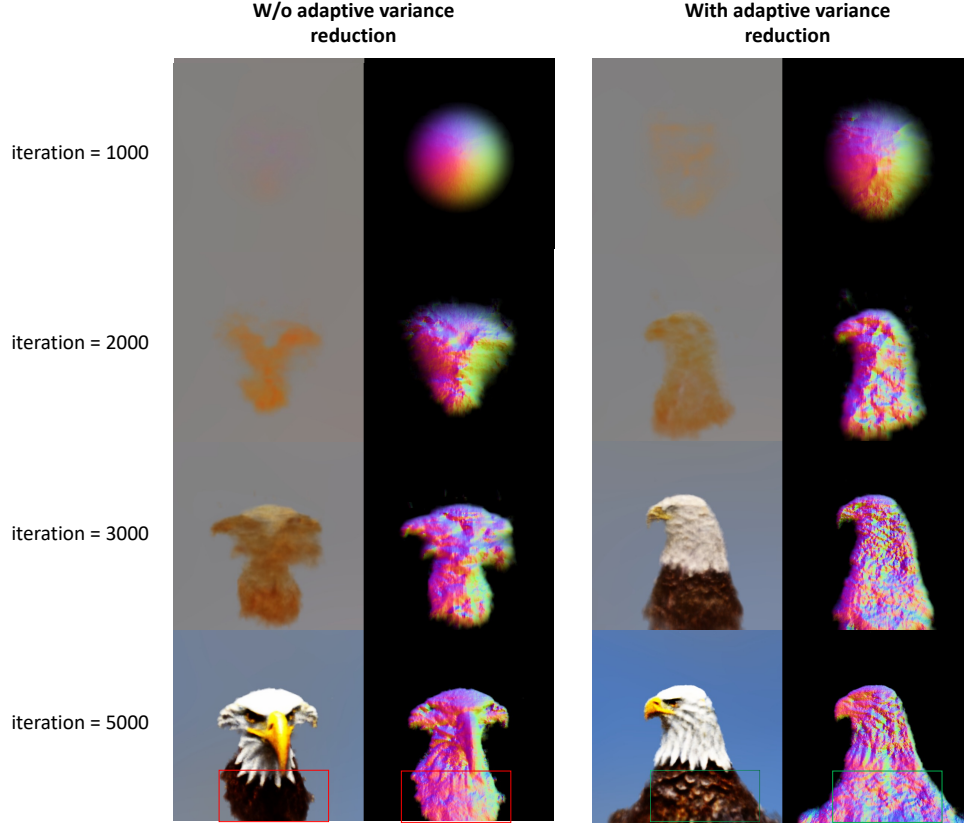 W/o adaptive variance
reduction
With adaptive variance
reduction
iteration = 1000
iteration = 2000
iteration = 3000
iteration = 5000